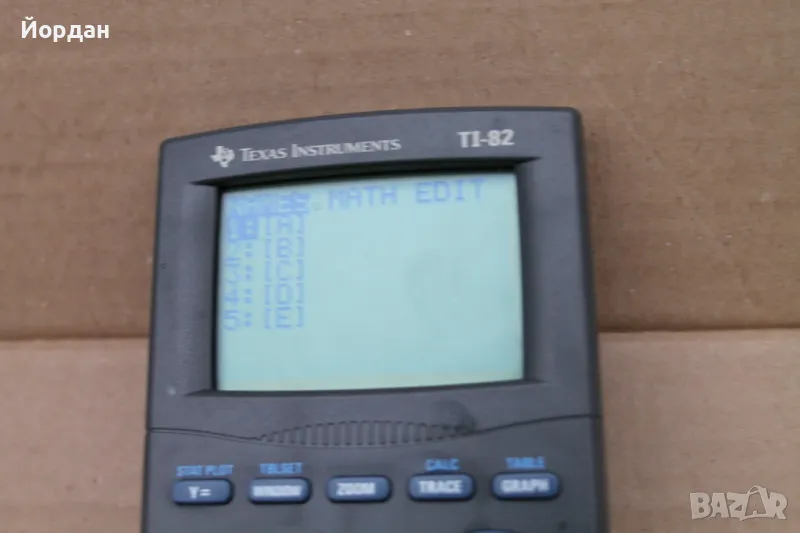 Йордан
TEXAS INSTRUMENTS TI-82
NAMES MATH EDIT
1:[A]
2:[B]
3:[C]
4:[D]
5:[E]
STAT PLOT TBLSET CALC TABLE
Y= WINDOW ZOOM TRACE GRAPH
BAZAR